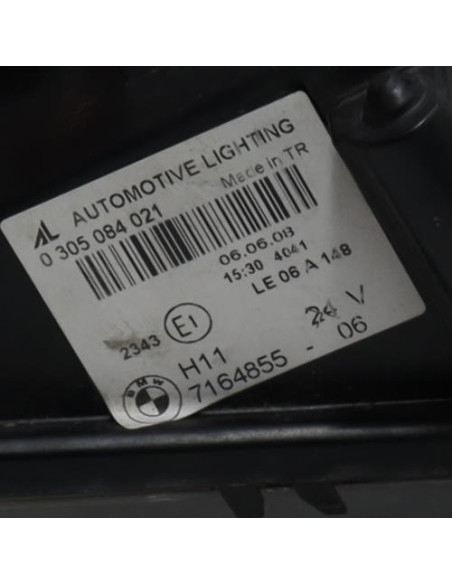 AL AUTOMOTIVE LIGHTING
0 305 084 021
Made in TR
06.06.08
15:30 4041
LE 06 A 148
2343 E1
H11
V
BMW 7164855 - 06